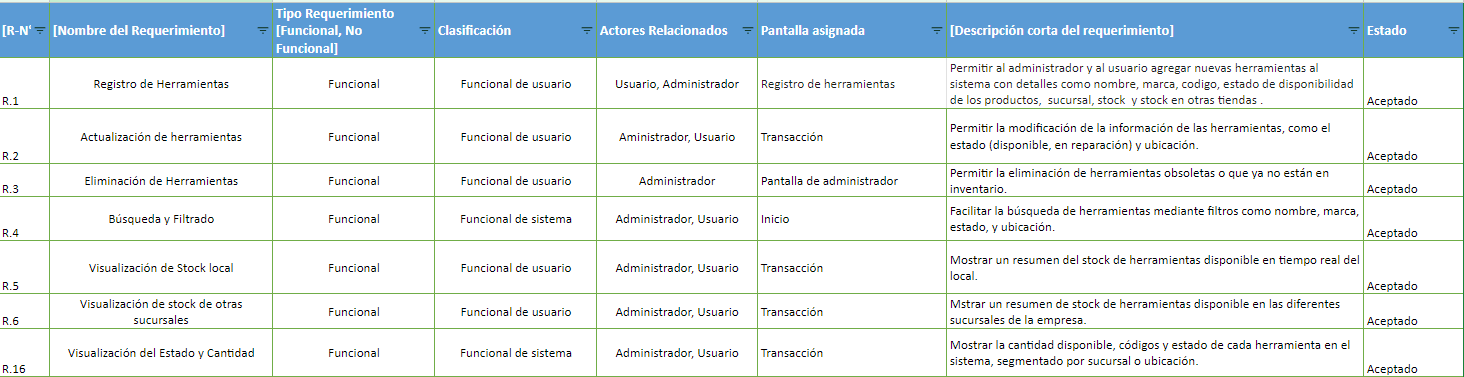 [R-N° [Nombre del Requerimiento] Tipo Requerimiento [Funcional, No Funcional] Clasificación Actores Relacionados Pantalla asignada [Descripción corta del requerimiento] Estado
R.1 Registro de Herramientas Funcional Funcional de usuario Usuario, Administrador Registro de herramientas Permitir al administrador y al usuario agregar nuevas herramientas al
sistema con detalles como nombre, marca, codigo, estado de disponibilidad
de los productos, sucursal, stock y stock en otras tiendas . Aceptado
R.2 Actualización de herramientas Funcional Funcional de usuario Aministrador, Usuario Transacción Permitir la modificación de la información de las herramientas, como el
estado (disponible, en reparación) y ubicación. Aceptado
R.3 Eliminación de Herramientas Funcional Funcional de usuario Administrador Pantalla de administrador Permitir la eliminación de herramientas obsoletas o que ya no están en
inventario. Aceptado
R.4 Búsqueda y Filtrado Funcional Funcional de sistema Administrador, Usuario Inicio Facilitar la búsqueda de herramientas mediante filtros como nombre, marca,
estado, y ubicación. Aceptado
R.5 Visualización de Stock local Funcional Funcional de usuario Administrador, Usuario Transacción Mostrar un resumen del stock de herramientas disponible en tiempo real del
local. Aceptado
R.6 Visualización de stock de otras sucursales Funcional Funcional de usuario Administrador, Usuario Transacción Mstrar un resumen de stock de herramientas disponible en las diferentes
sucursales de la empresa. Aceptado
R.16 Visualización del Estado y Cantidad Funcional Funcional de sistema Administrador, Usuario Transacción Mostrar la cantidad disponible, códigos y estado de cada herramienta en el
sistema, segmentado por sucursal o ubicación. Aceptado